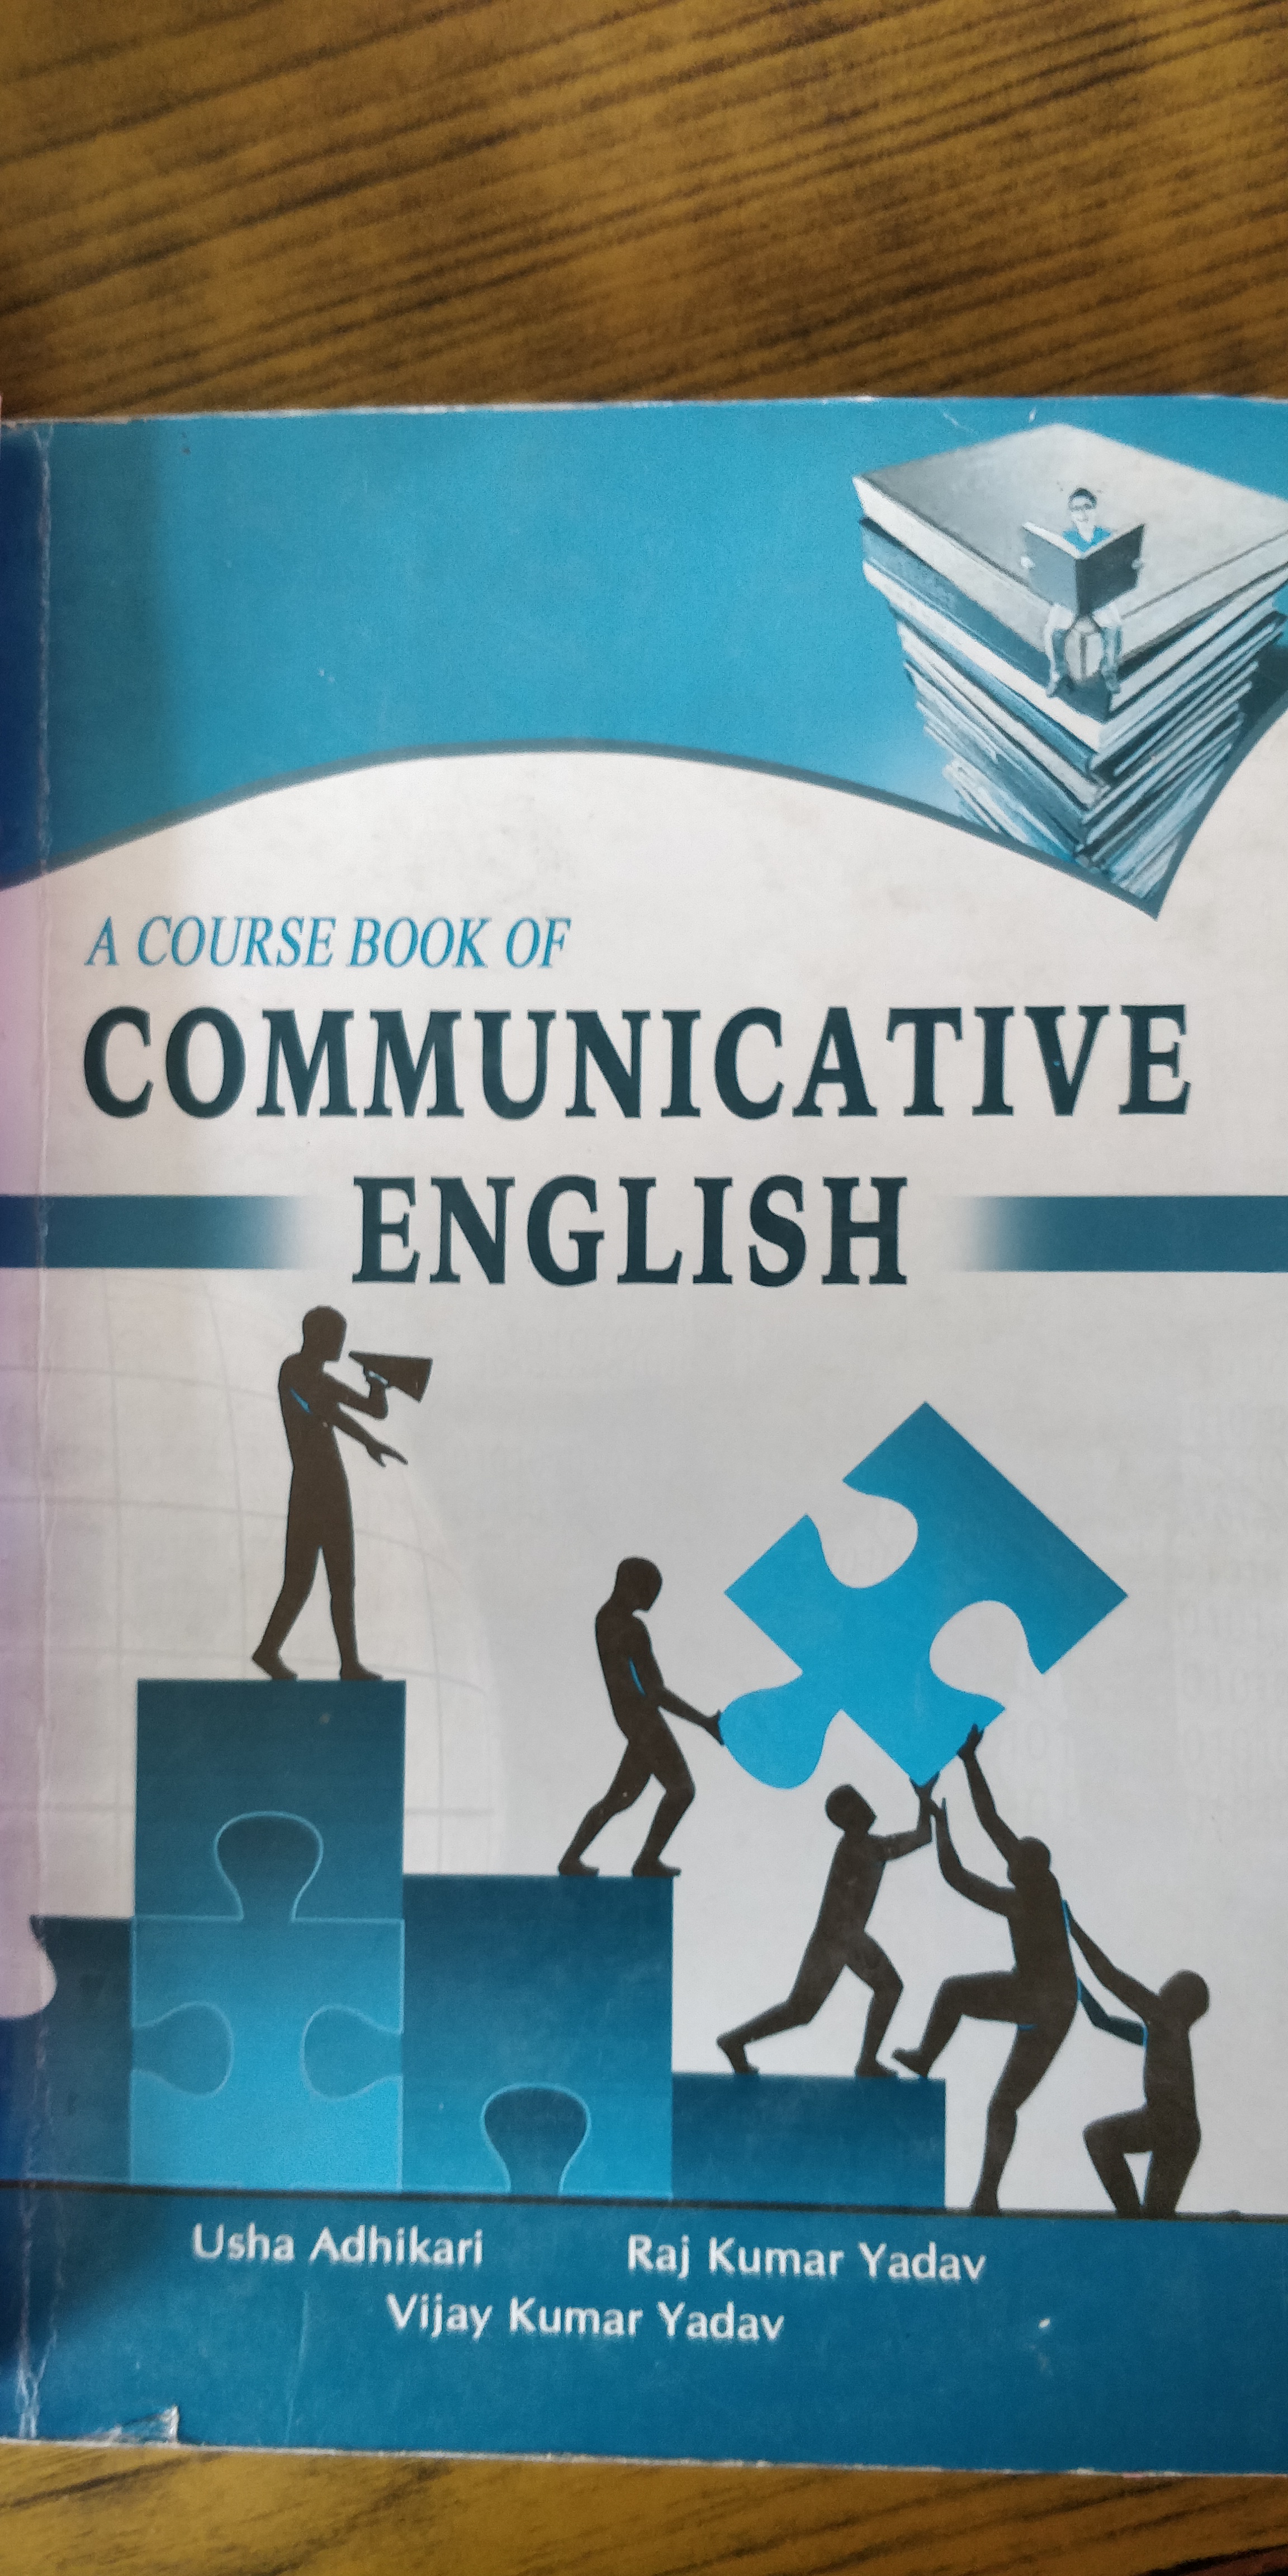 A COURSE BOOK OF
COMMUNICATIVE
ENGLISH
Usha Adhikari Raj Kumar Yadav
Vijay Kumar Yadav